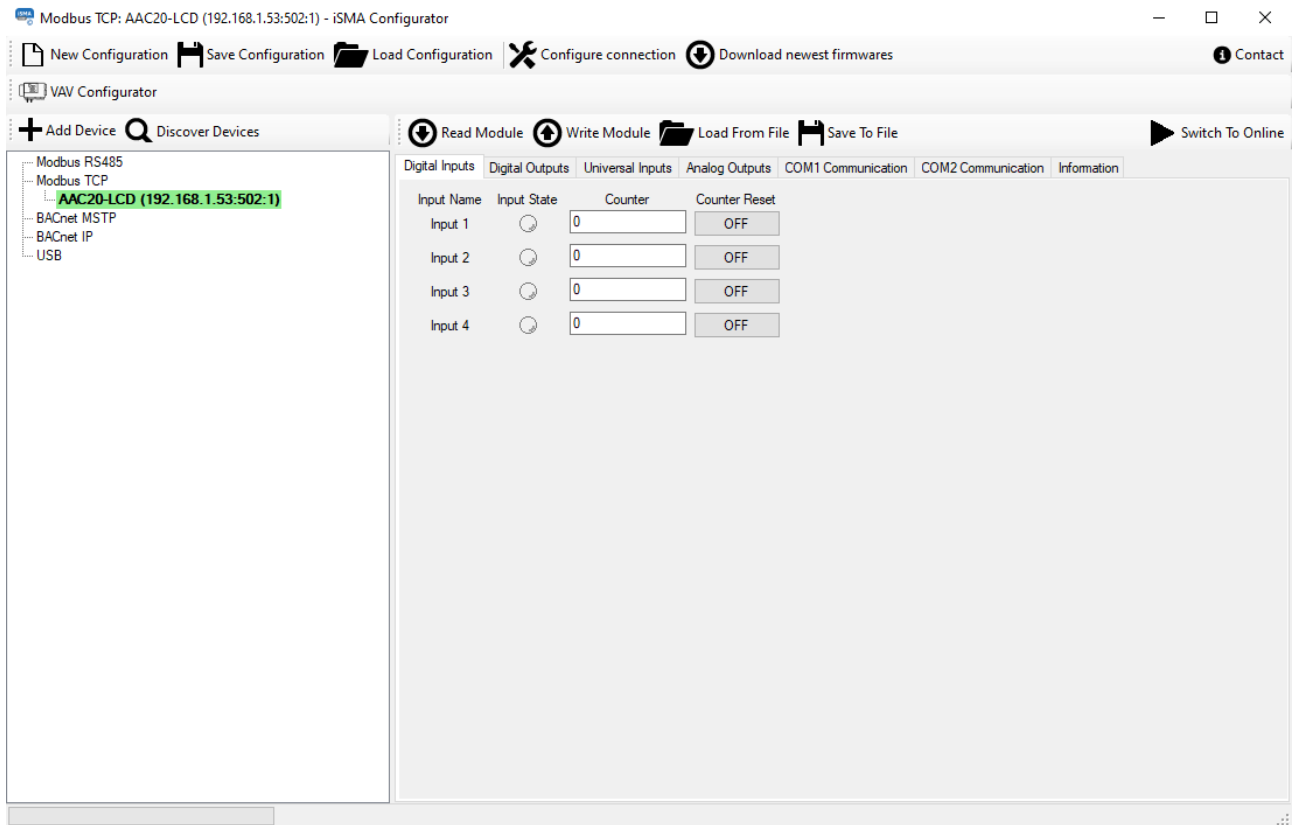 Modbus TCP: AAC20-LCD (192.168.1.53:502:1) - iSMA Configurator
New Configuration Save Configuration Load Configuration Configure connection Download newest firmwares Contact
VAV Configurator
Add Device Discover Devices
Modbus RS485
Modbus TCP
AAC20-LCD (192.168.1.53:502:1)
BACnet MSTP
BACnet IP
USB
Read Module Write Module Load From File Save To File Switch To Online
Digital Inputs Digital Outputs Universal Inputs Analog Outputs COM1 Communication COM2 Communication Information
Input Name Input State Counter Counter Reset
Input 1 0 OFF
Input 2 0 OFF
Input 3 0 OFF
Input 4 0 OFF